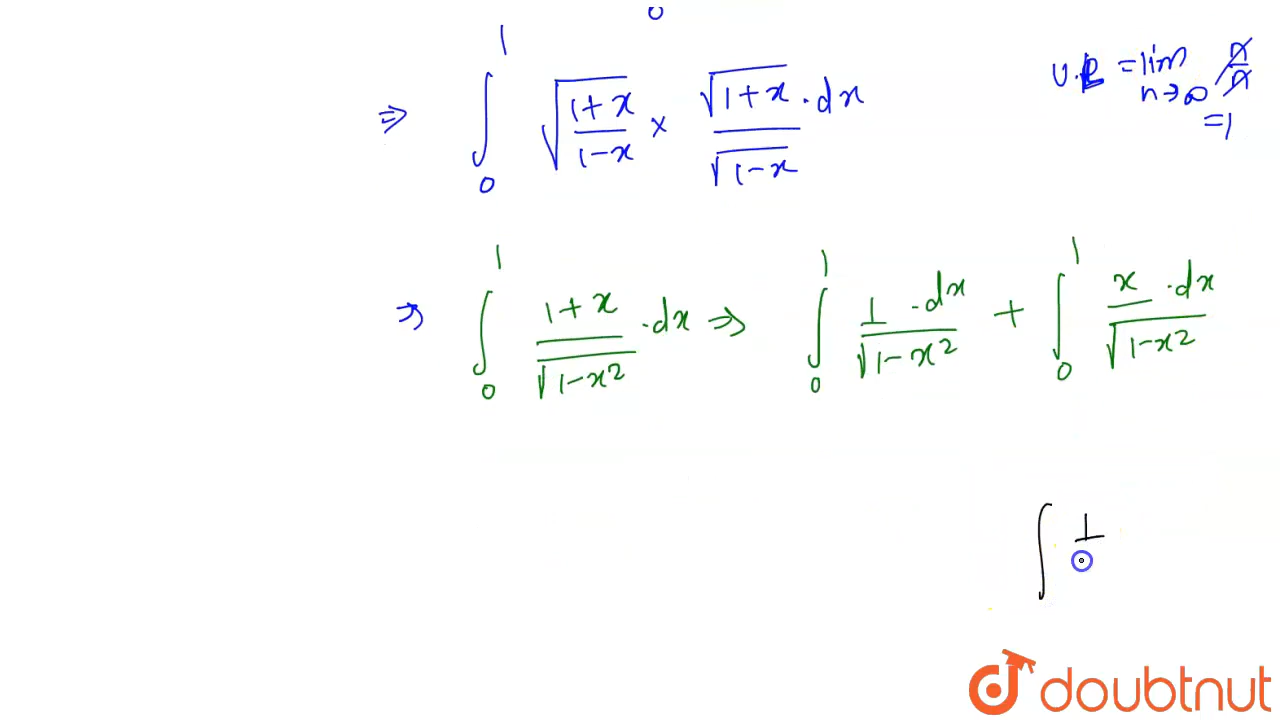 0
⇒ ∫₀¹ √((1+x)/(1-x)) × √(1+x)/√(1-x) · dx
U.L = lim n→∞ n/n
= 1
⇒ ∫₀¹ (1+x)/√(1-x²) · dx ⇒ ∫₀¹ 1/√(1-x²) · dx + ∫₀¹ x/√(1-x²) · dx
∫ 1/
doubtnut